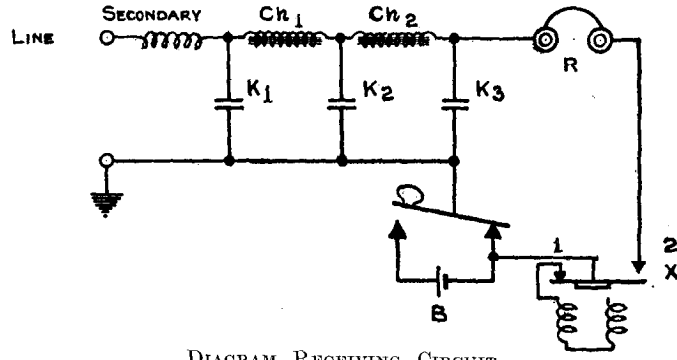 SECONDARY Ch1 Ch2
LINE
R
K1 K2 K3
1 2
X
B
DIAGRAM RECEIVING CIRCUIT